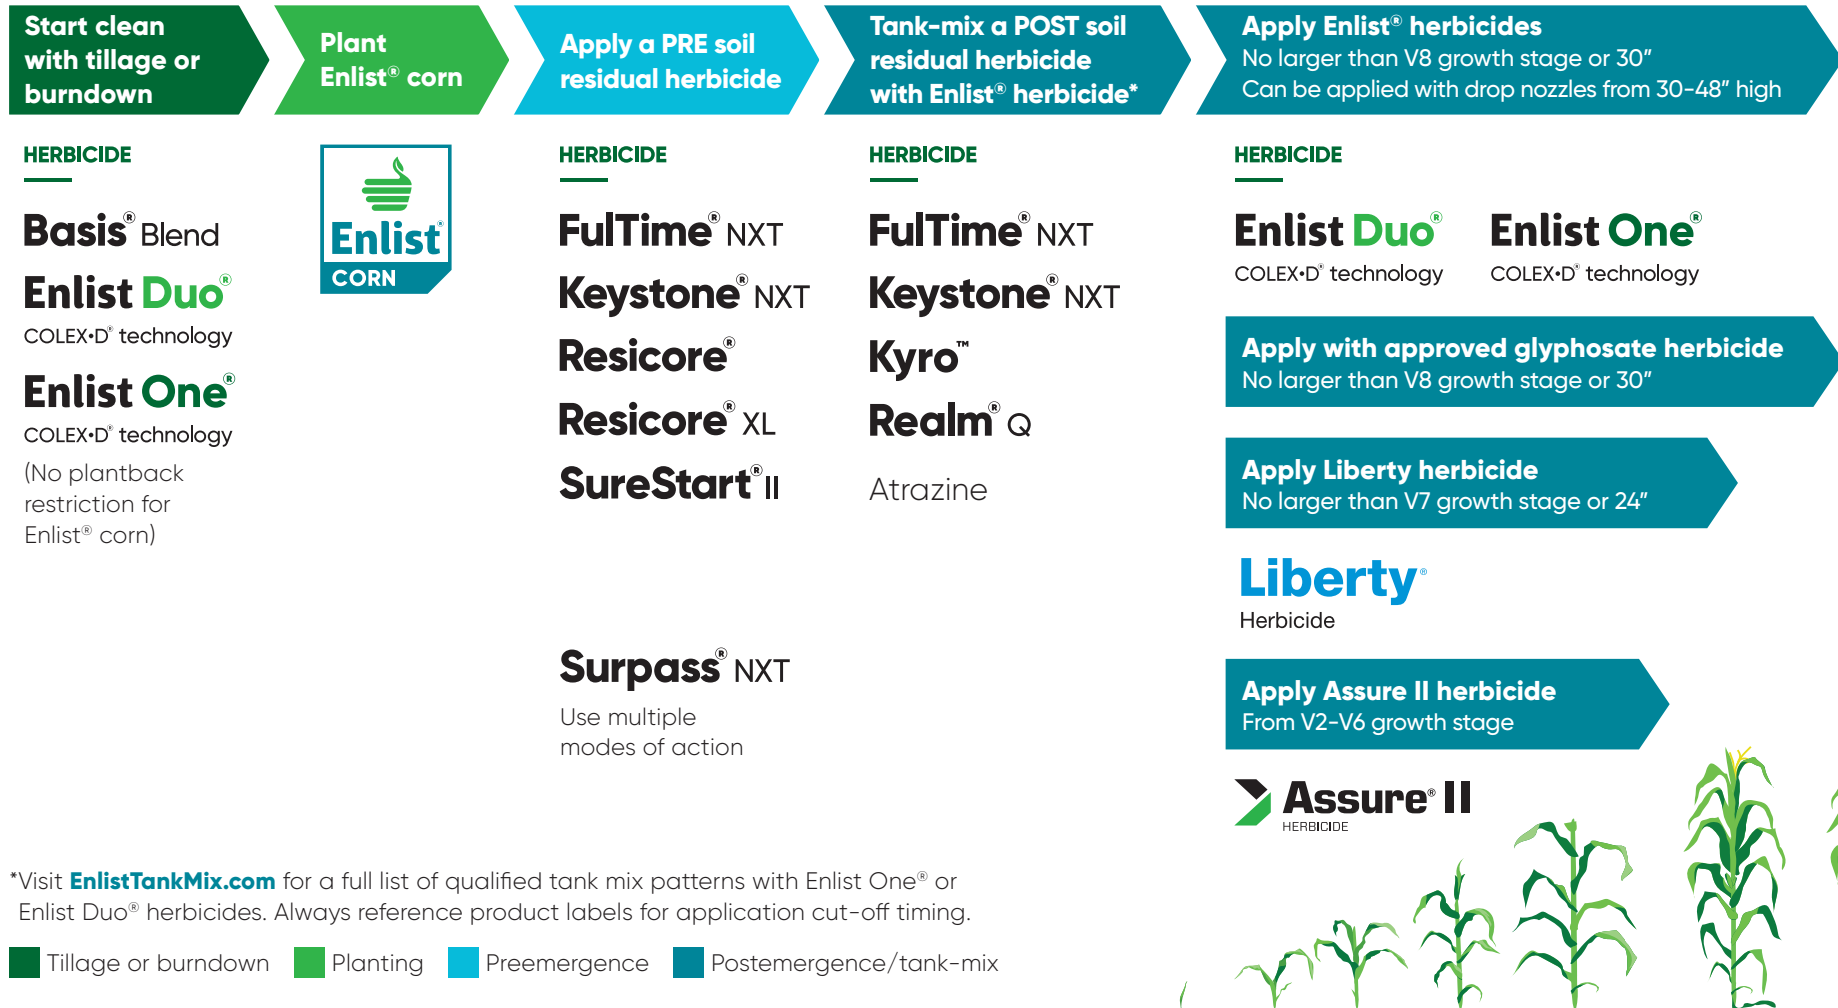 Start clean
with tillage or
burndown
Plant
Enlist® corn
Apply a PRE soil
residual herbicide
Tank-mix a POST soil
residual herbicide
with Enlist® herbicide*
Apply Enlist® herbicides
No larger than V8 growth stage or 30”
Can be applied with drop nozzles from 30-48” high
HERBICIDE
Basis® Blend
Enlist Duo®
COLEX•D® technology
Enlist One®
COLEX•D® technology
(No plantback
restriction for
Enlist® corn)
Enlist®
CORN
HERBICIDE
FulTime® NXT
Keystone® NXT
Resicore®
Resicore® XL
SureStart® II
Surpass® NXT
Use multiple
modes of action
HERBICIDE
FulTime® NXT
Keystone® NXT
Kyro™
Realm® Q
Atrazine
HERBICIDE
Enlist Duo®
COLEX•D® technology
Enlist One®
COLEX•D® technology
Apply with approved glyphosate herbicide
No larger than V8 growth stage or 30”
Apply Liberty herbicide
No larger than V7 growth stage or 24”
Liberty®
Herbicide
Apply Assure II herbicide
From V2-V6 growth stage
Assure® II
HERBICIDE
*Visit EnlistTankMix.com for a full list of qualified tank mix patterns with Enlist One® or
Enlist Duo® herbicides. Always reference product labels for application cut-off timing.
Tillage or burndown
Planting
Preemergence
Postemergence/tank-mix